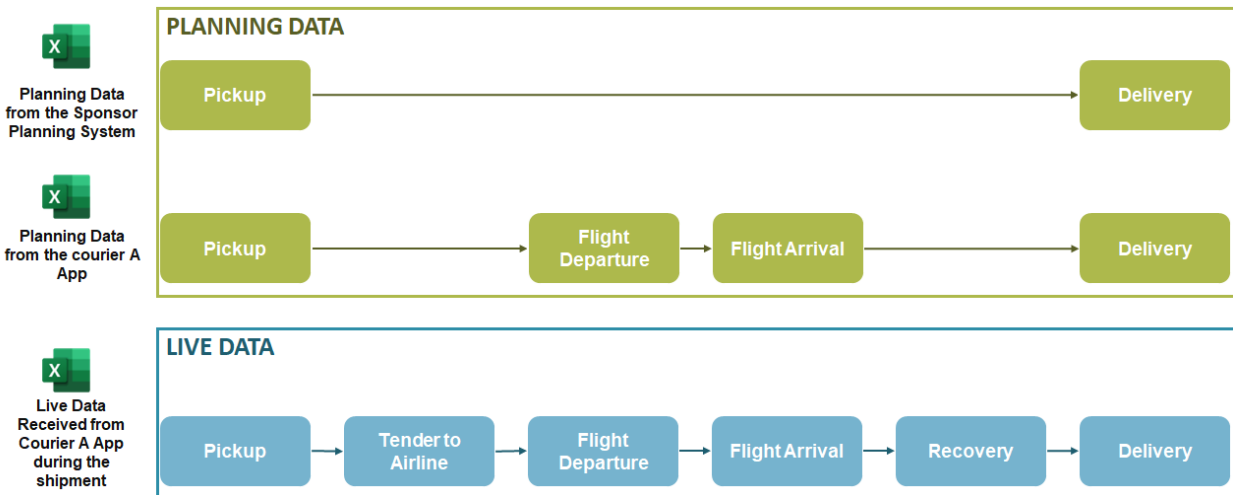 PLANNING DATA
X
Planning Data
from the Sponsor
Planning System
Pickup
Delivery
X
Planning Data
from the courier A
App
Pickup
Flight
Departure
Flight Arrival
Delivery
LIVE DATA
X
Live Data
Received from
Courier A App
during the
shipment
Pickup
Tender to
Airline
Flight
Departure
Flight Arrival
Recovery
Delivery